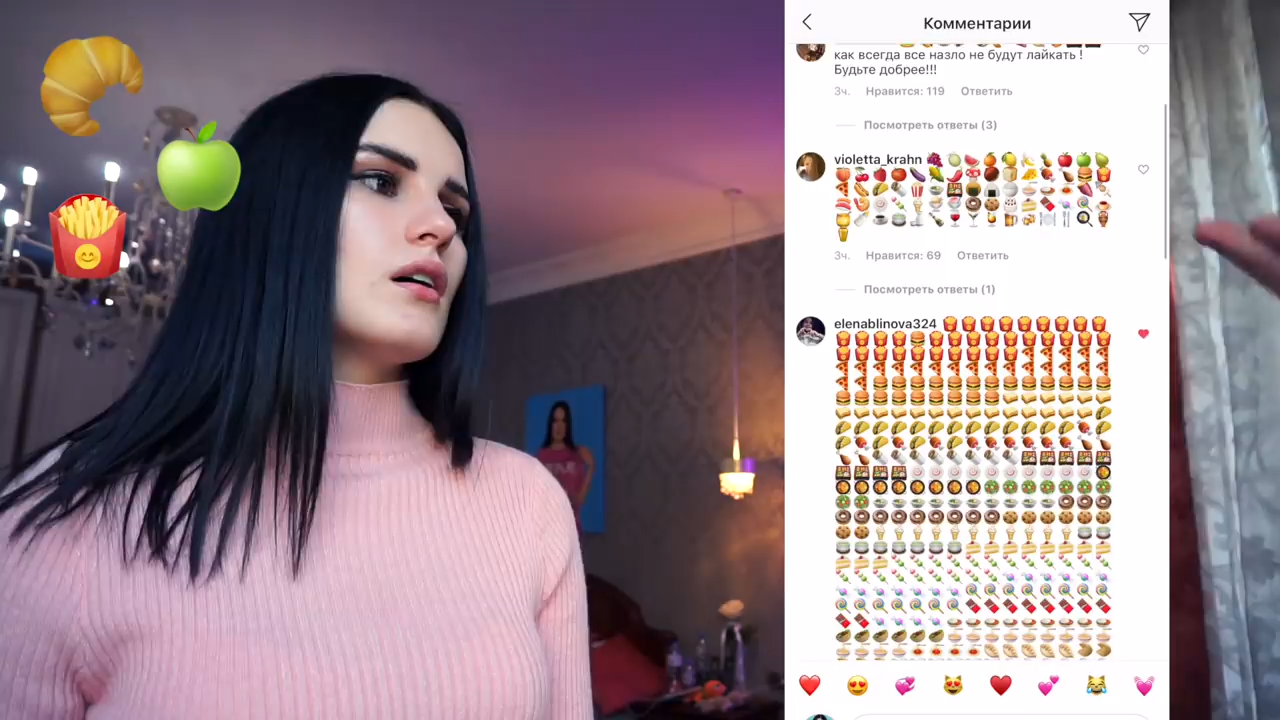 Комментарии
как всегда все назло не будут лайкать !
Будьте добрее!!!
3ч. Нравится: 119 Ответить
Посмотреть ответы (3)
violetta_krahn
3ч. Нравится: 69 Ответить
Посмотреть ответы (1)
elenablinova324